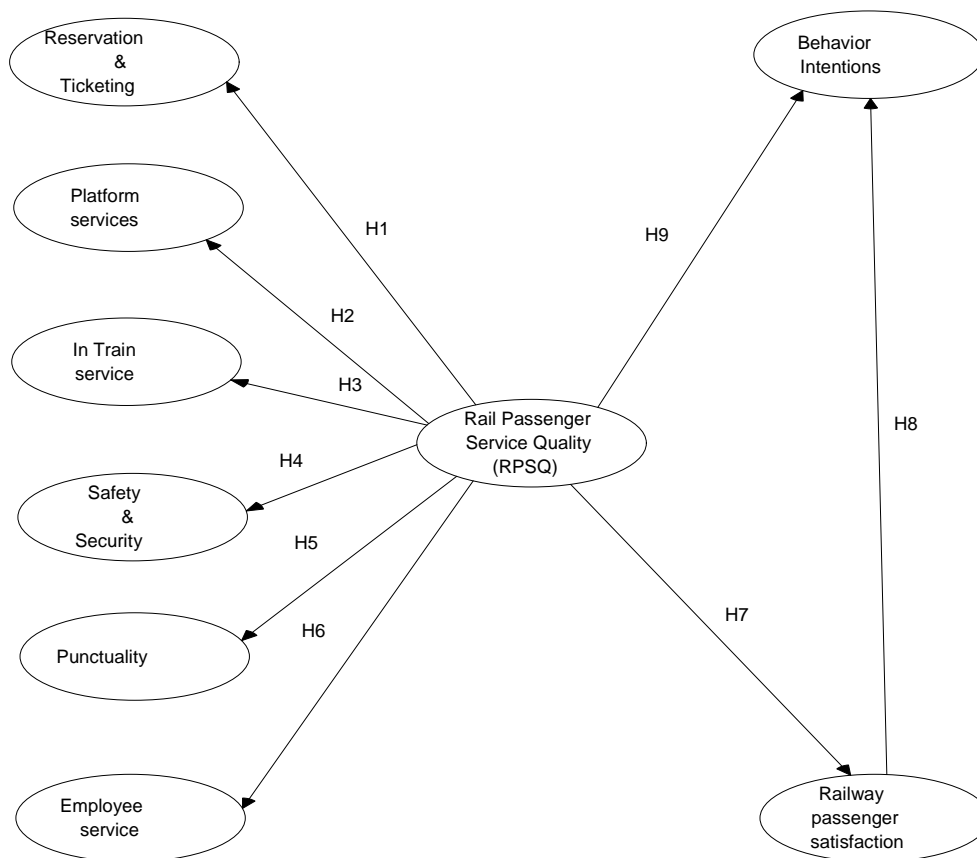 Reservation
&
Ticketing
Behavior
Intentions
Platform
services
H1
H9
H2
In Train
service
H3
Rail Passenger
Service Quality
(RPSQ)
H8
H4
Safety
&
Security
H5
H7
H6
Punctuality
Employee
service
Railway
passenger
satisfaction